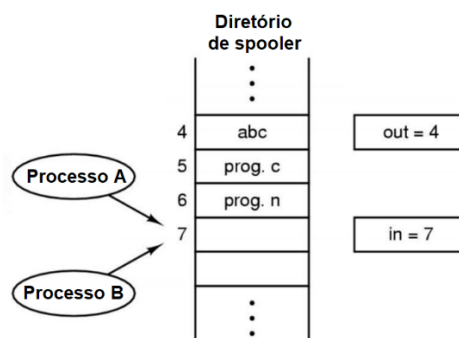 Diretório
de spooler
4 abc out = 4
5 prog. c
Processo A
6 prog. n
7 in = 7
Processo B